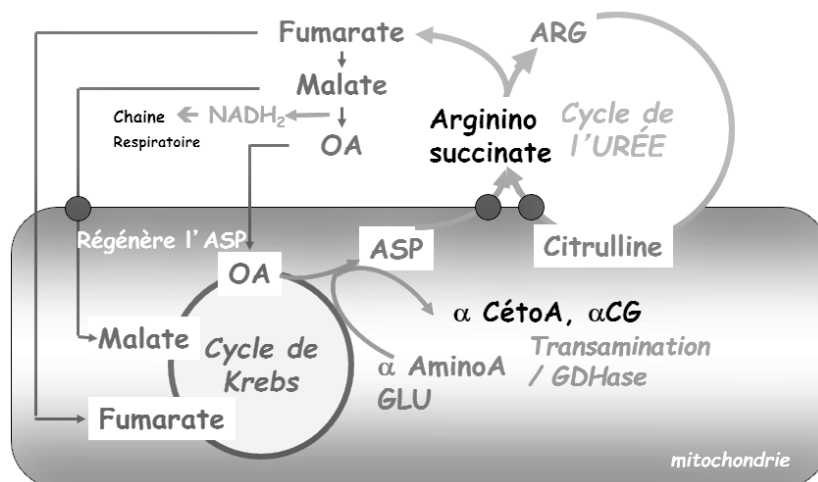 Fumarate
ARG
Malate
Chaine
Respiratoire
NADH₂
OA
Arginino
succinate
Cycle de
l'URÉE
Régénère l'ASP
ASP
Citrulline
OA
α CétoA, αCG
Malate
Cycle de
Krebs
α AminoA
GLU
Transamination
/ GDHase
Fumarate
mitochondrie